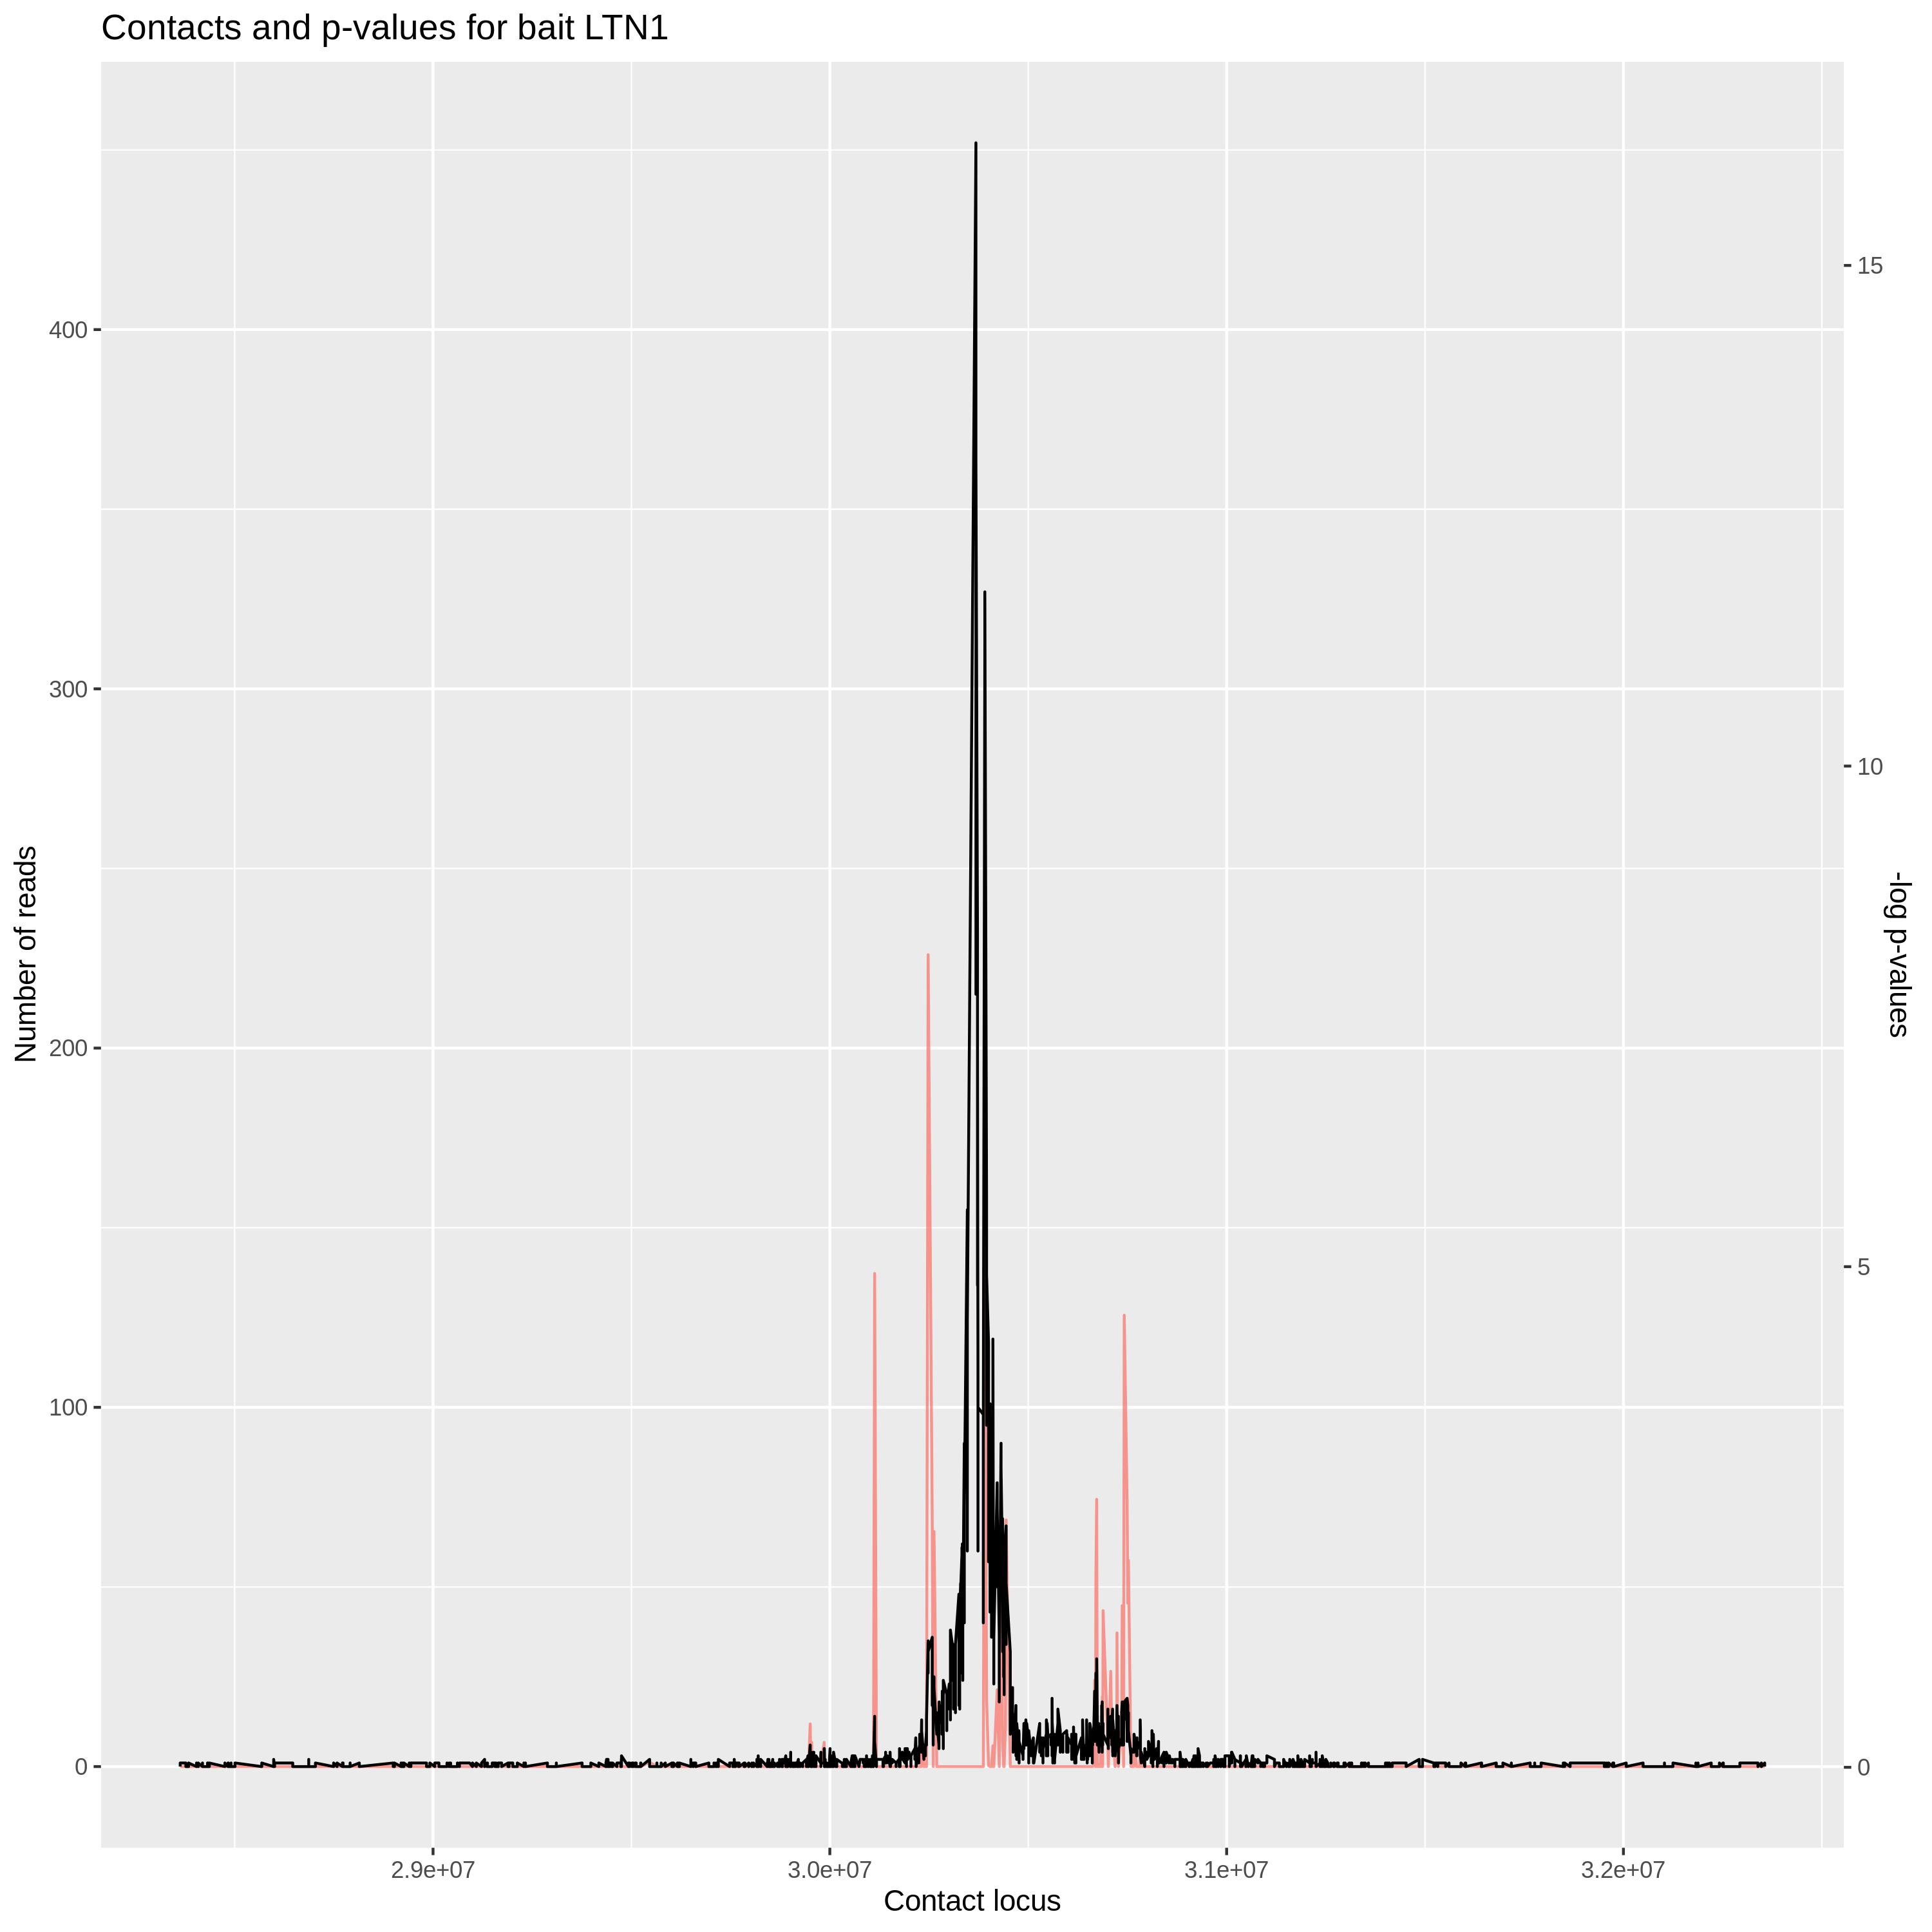 Contacts and p-values for bait LTN1
400
300
200
100
0
Number of reads
15
10
5
0
-log p-values
2.9e+07 3.0e+07 3.1e+07 3.2e+07
Contact locus